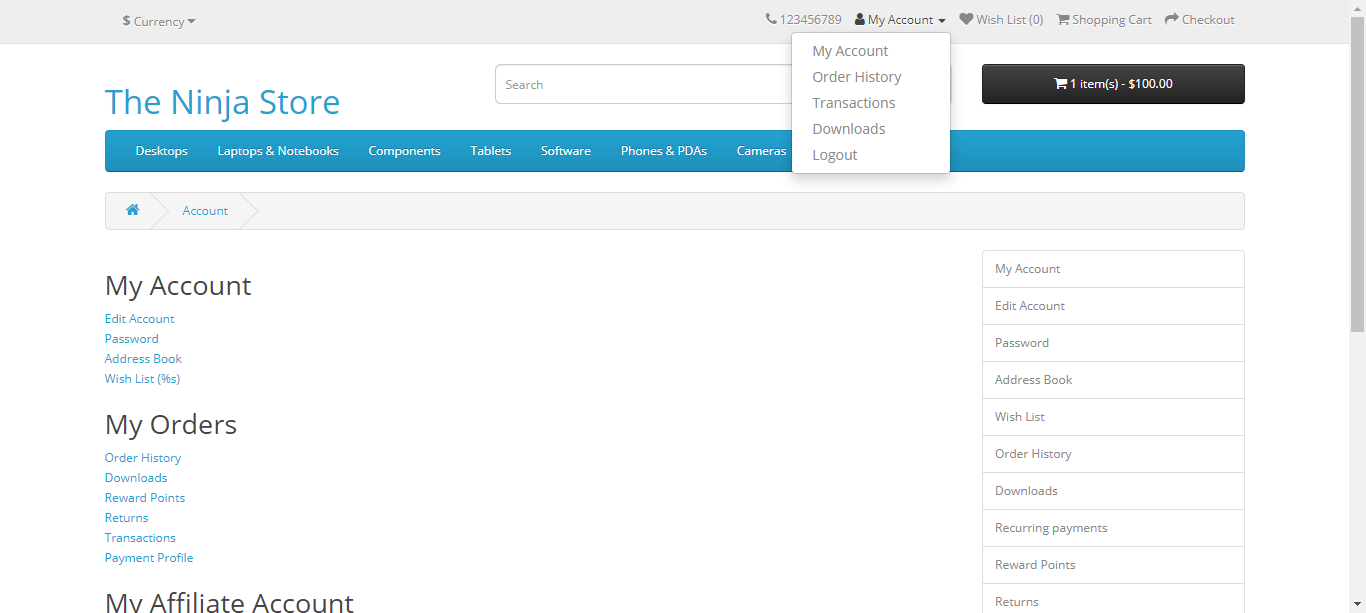 $ Currency
123456789 My Account Wish List (0) Shopping Cart Checkout
My Account
Order History
Transactions
Downloads
Logout
The Ninja Store
Search
1 item(s) - $100.00
Desktops Laptops & Notebooks Components Tablets Software Phones & PDAs Cameras
Account
My Account
Edit Account
Password
Address Book
Wish List (%s)
My Orders
Order History
Downloads
Reward Points
Returns
Transactions
Payment Profile
My Affiliate Account
My Account
Edit Account
Password
Address Book
Wish List
Order History
Downloads
Recurring payments
Reward Points
Returns